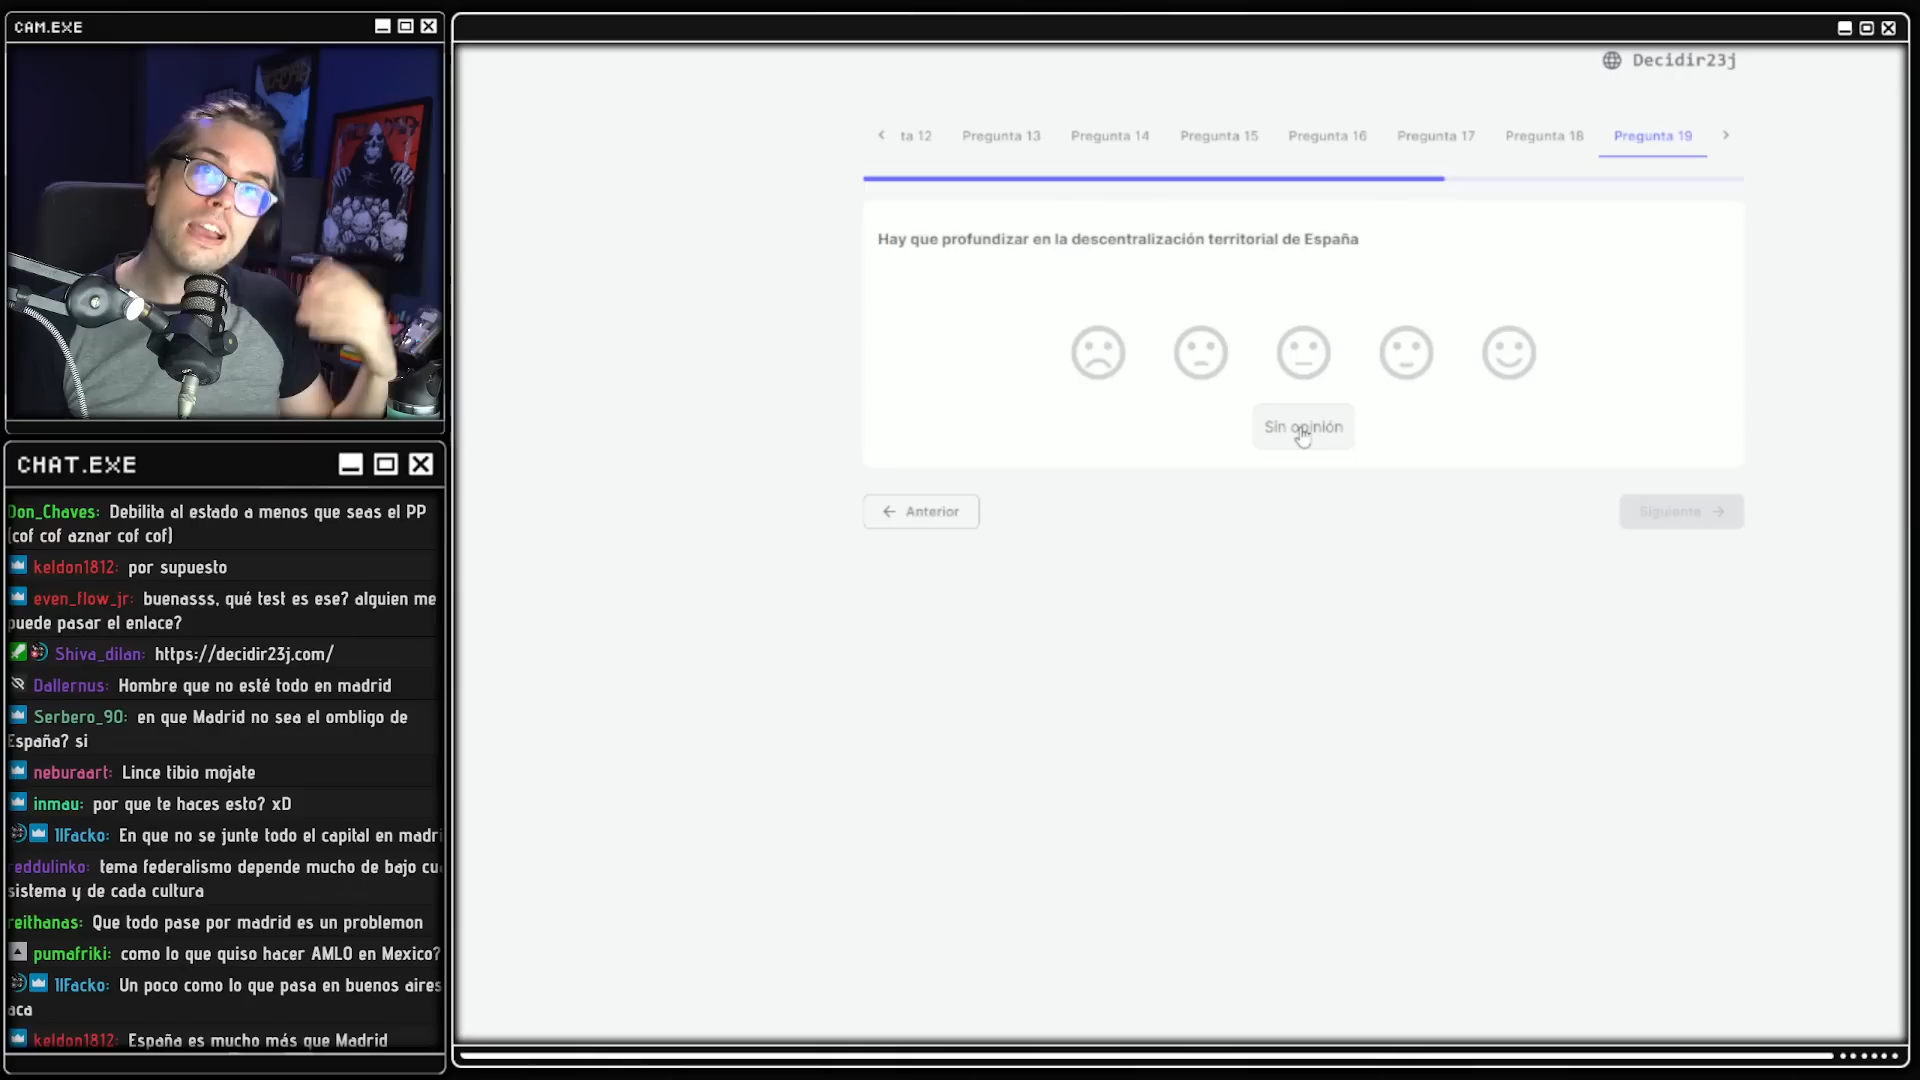 CAM.EXE
Decidir23j
ta 12
Pregunta 13
Pregunta 14
Pregunta 15
Pregunta 16
Pregunta 17
Pregunta 18
Pregunta 19
Hay que profundizar en la descentralización territorial de España
Sin opinión
Anterior
Siguiente
CHAT.EXE
Don_Chaves: Debilita al estado a menos que seas el PP
(cof cof aznar cof cof)
keldon1812: por supuesto
even_flow_jr: buenasss, qué test es ese? alguien me
puede pasar el enlace?
Shiva_dilan: https://decidir23j.com/
Dallernus: Hombre que no esté todo en madrid
Serbero_90: en que Madrid no sea el ombligo de
España? si
neburaart: Lince tibio mojate
inmau: por que te haces esto? xD
11Facko: En que no se junte todo el capital en madri
reddulinko: tema federalismo depende mucho de bajo cu
sistema y de cada cultura
reithanas: Que todo pase por madrid es un problemon
pumafriki: como lo que quiso hacer AMLO en Mexico?
11Facko: Un poco como lo que pasa en buenos aires
aca
keldon1812: España es mucho más que Madrid